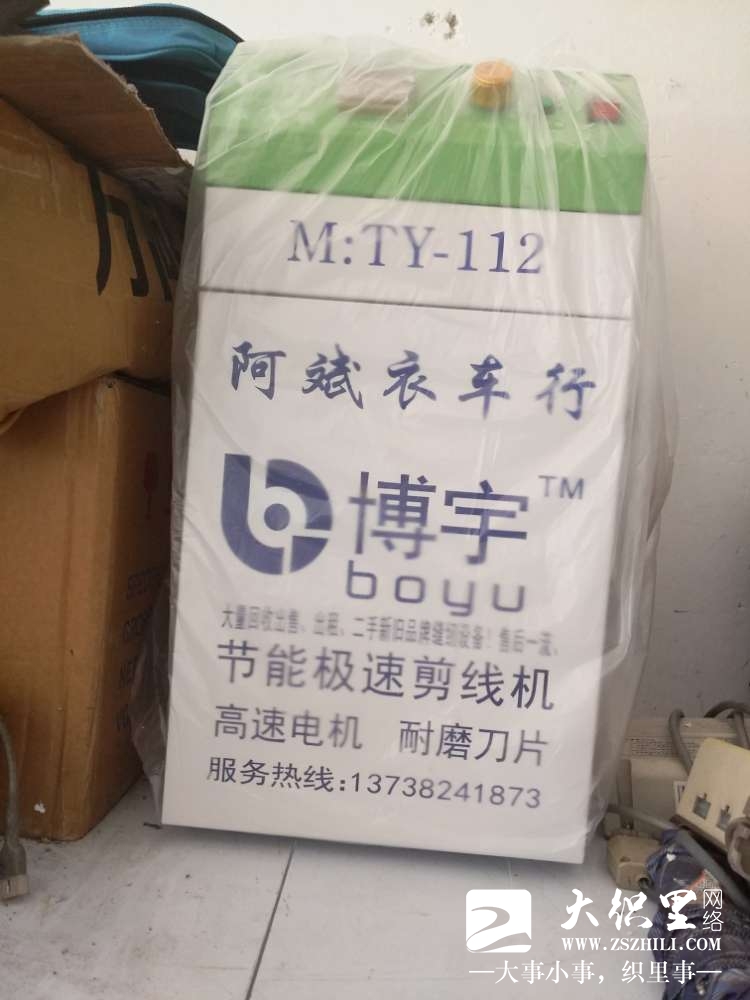 M:TY-112
阿斌衣车行
博宇TM
boyu
大量回收出售、出租、二手新旧品牌缝纫设备！售后一流、
节能极速剪线机
高速电机 耐磨刀片
服务热线:13738241873
大织里网络
WWW.ZSZHILI.COM
—大事小事，织里事—